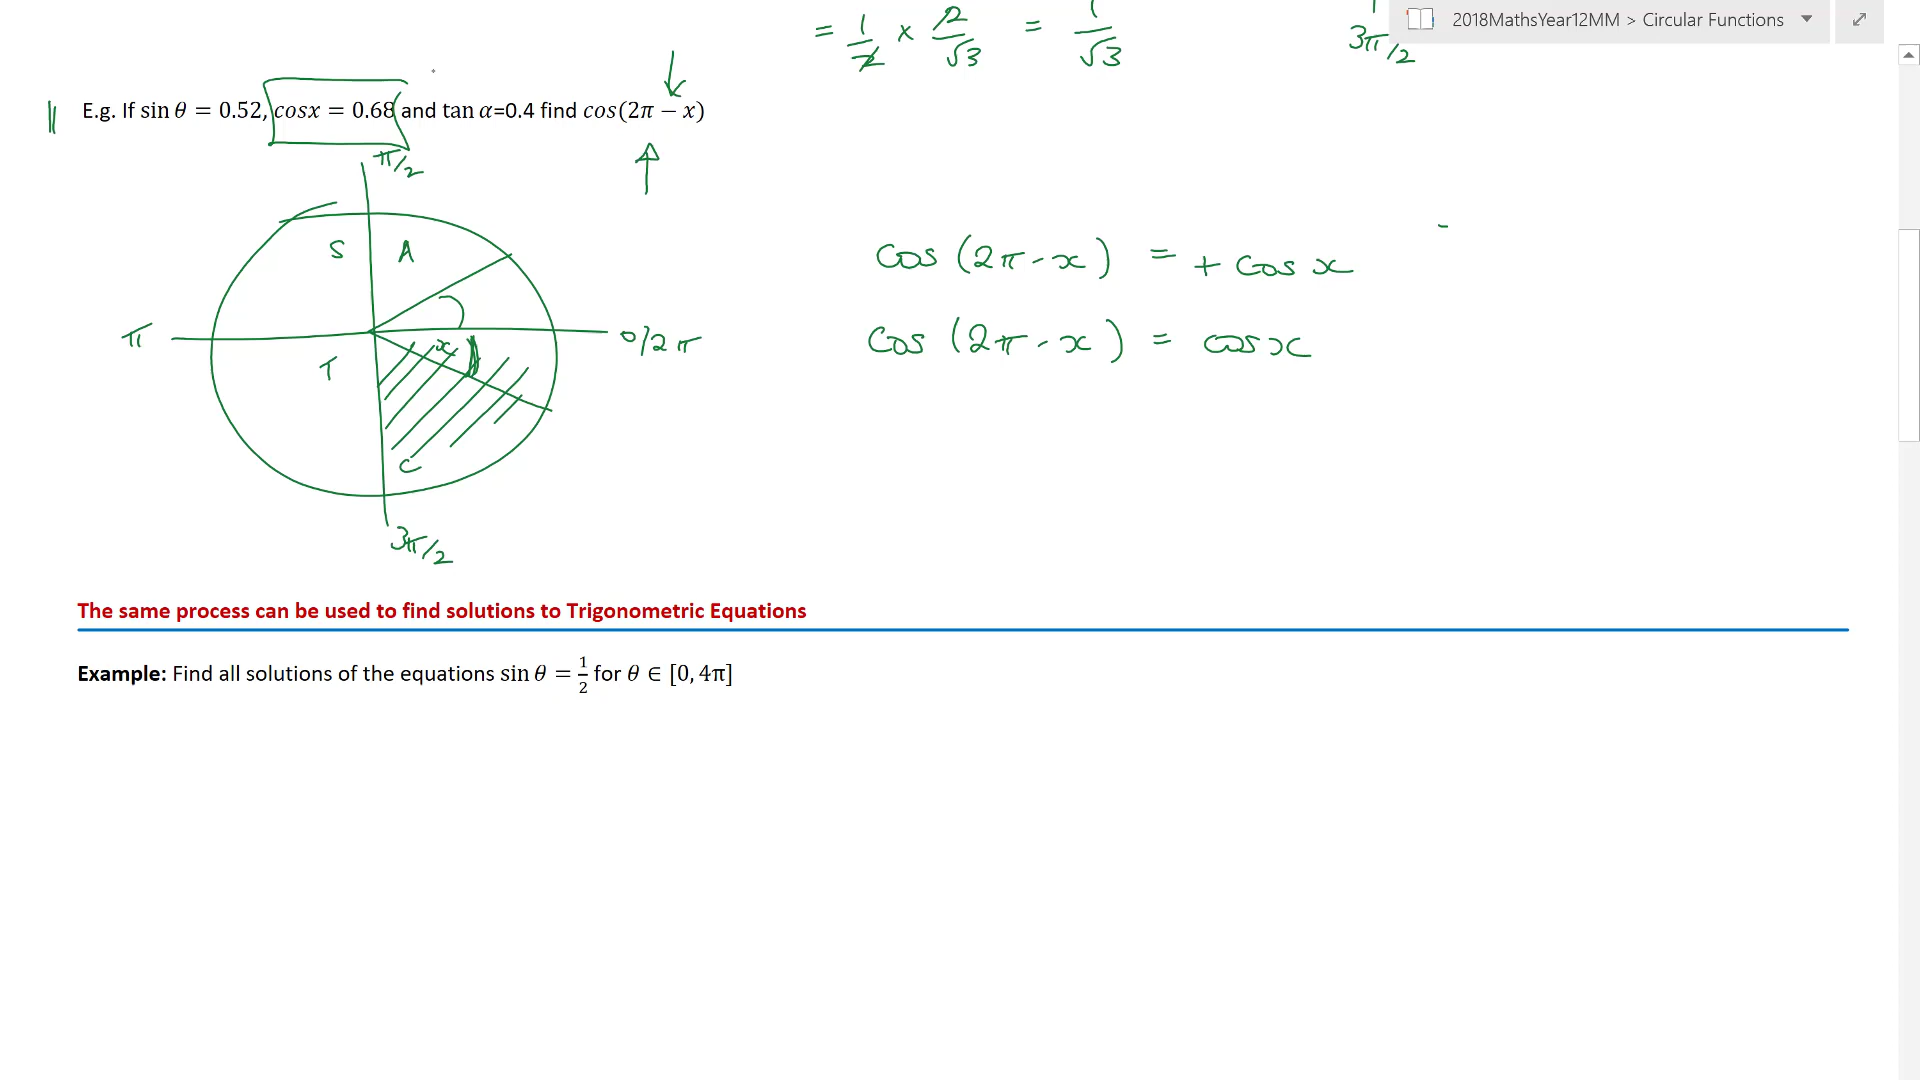 = 1/2 × 2/√3 = 1/√3
3π/2
2018MathsYear12MM > Circular Functions
E.g. If sin θ = 0.52, cosx = 0.68 and tan α=0.4 find cos(2π − x)
π/2
S A
cos (2π - x) = + cos x
π
0/2π
cos (2π - x) = cos x
x
T
C
3π/2
The same process can be used to find solutions to Trigonometric Equations
Example: Find all solutions of the equations sin θ = 1/2 for θ ∈ [0, 4π]